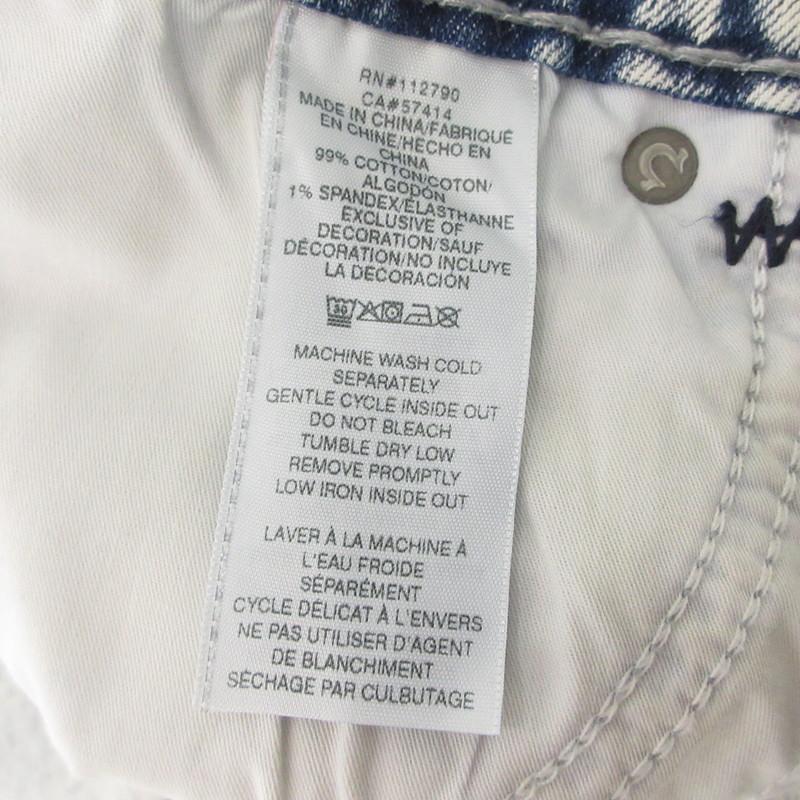 RN#112790
CA#57414
MADE IN CHINA/FABRIQUÉ
EN CHINE/HECHO EN
CHINA
99% COTTON/COTON/
ALGODÓN
1% SPANDEX/ÉLASTHANNE
EXCLUSIVE OF
DECORATION/SAUF
DÉCORATION/NO INCLUYE
LA DECORACIÓN
30
MACHINE WASH COLD
SEPARATELY
GENTLE CYCLE INSIDE OUT
DO NOT BLEACH
TUMBLE DRY LOW
REMOVE PROMPTLY
LOW IRON INSIDE OUT
LAVER À LA MACHINE À
L'EAU FROIDE
SÉPARÉMENT
CYCLE DÉLICAT À L'ENVERS
NE PAS UTILISER D'AGENT
DE BLANCHIMENT
SÉCHAGE PAR CULBUTAGE